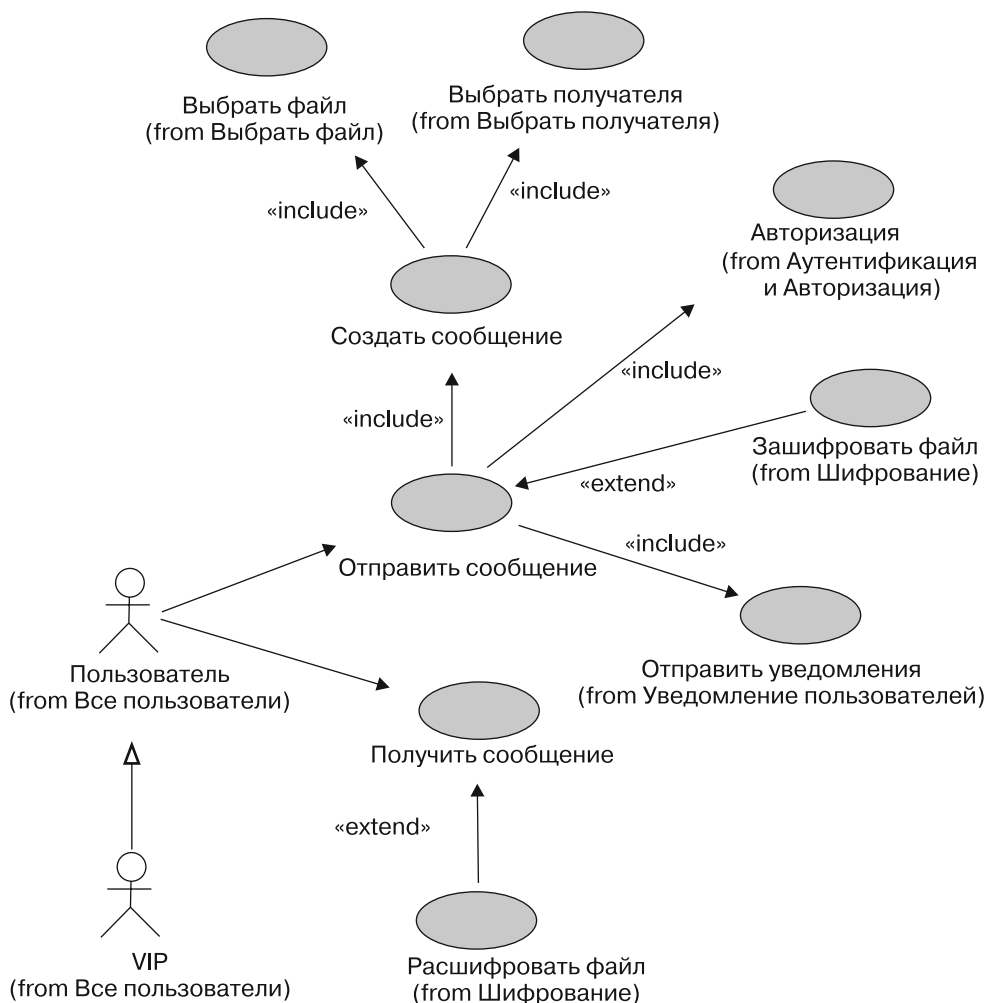 Выбрать файл
(from Выбрать файл)
Выбрать получателя
(from Выбрать получателя)
«include»
«include»
Авторизация
(from Аутентификация
и Авторизация)
Создать сообщение
«include»
«include»
Зашифровать файл
(from Шифрование)
«extend»
«include»
Отправить сообщение
Пользователь
(from Все пользователи)
Отправить уведомления
(from Уведомление пользователей)
Получить сообщение
«extend»
VIP
(from Все пользователи)
Расшифровать файл
(from Шифрование)